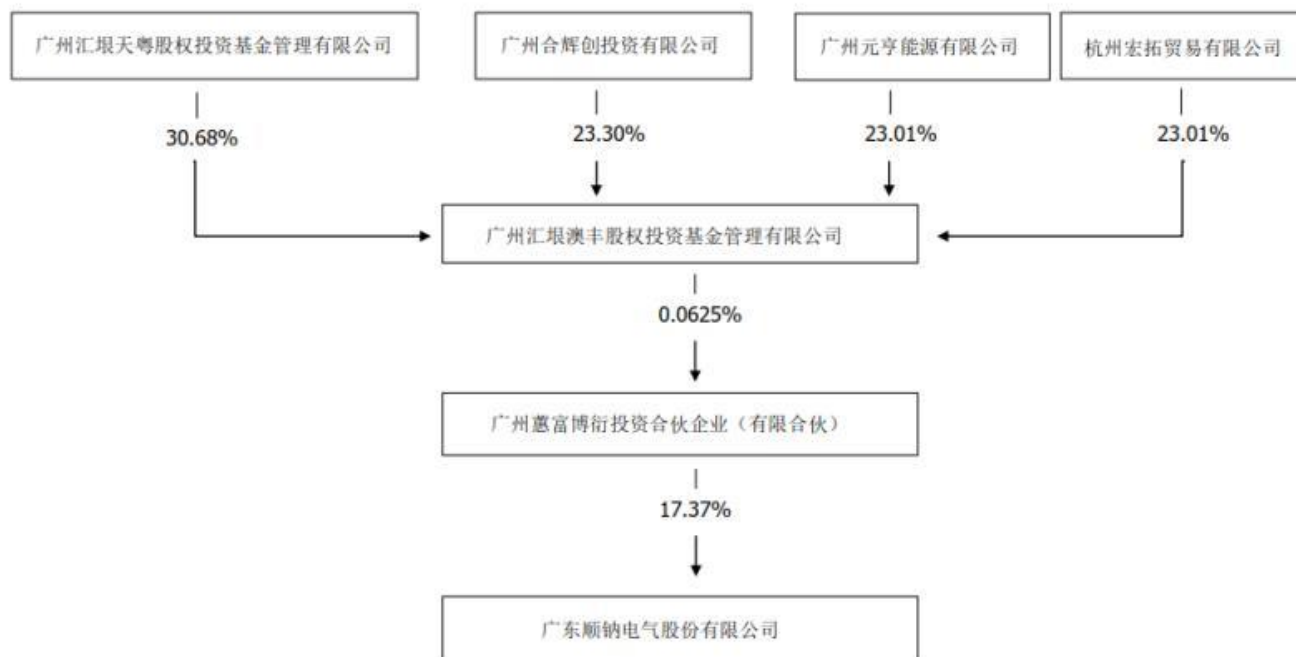 广州汇垠天粤股权投资基金管理有限公司
广州合辉创投资有限公司
广州元亨能源有限公司
杭州宏拓贸易有限公司
30.68%
23.30%
23.01%
23.01%
广州汇垠澳丰股权投资基金管理有限公司
0.0625%
广州蕙富博衍投资合伙企业（有限合伙）
17.37%
广东顺钠电气股份有限公司